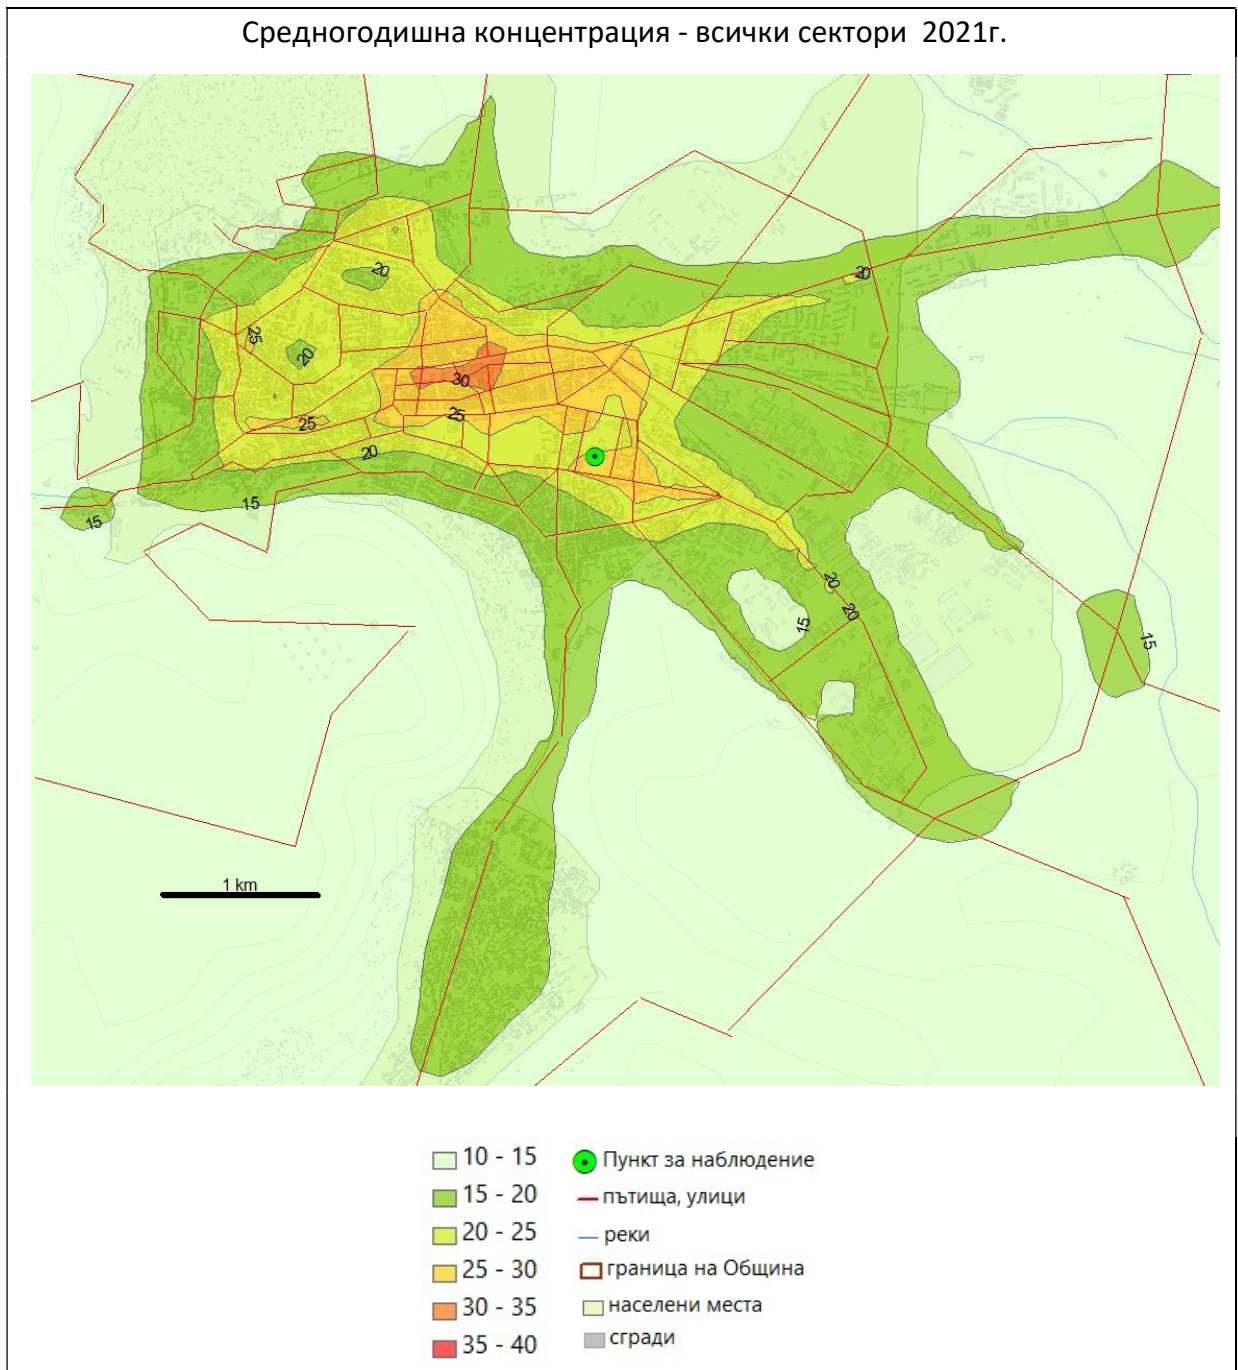 Средногодишна концентрация - всички сектори 2021г.
20
20
25
20
30
25
25
20
15
15
20
20
15
15
1 km
10 - 15
Пункт за наблюдение
15 - 20
пътища, улици
20 - 25
реки
25 - 30
граница на Община
30 - 35
населени места
35 - 40
сгради